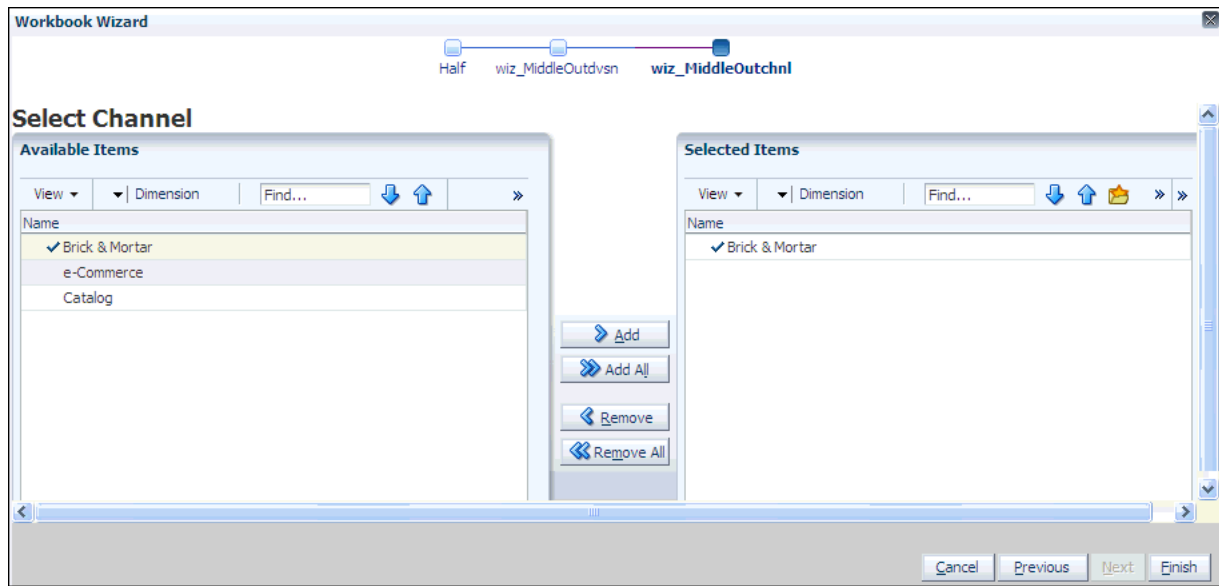 Workbook Wizard
Half wiz_MiddleOutdvsn wiz_MiddleOutchnl
Select Channel
Available Items
View Dimension Find... »
Name
Brick & Mortar
e-Commerce
Catalog
Add
Add All
Remove
Remove All
Selected Items
View Dimension Find... » »
Name
Brick & Mortar
Cancel Previous Next Finish